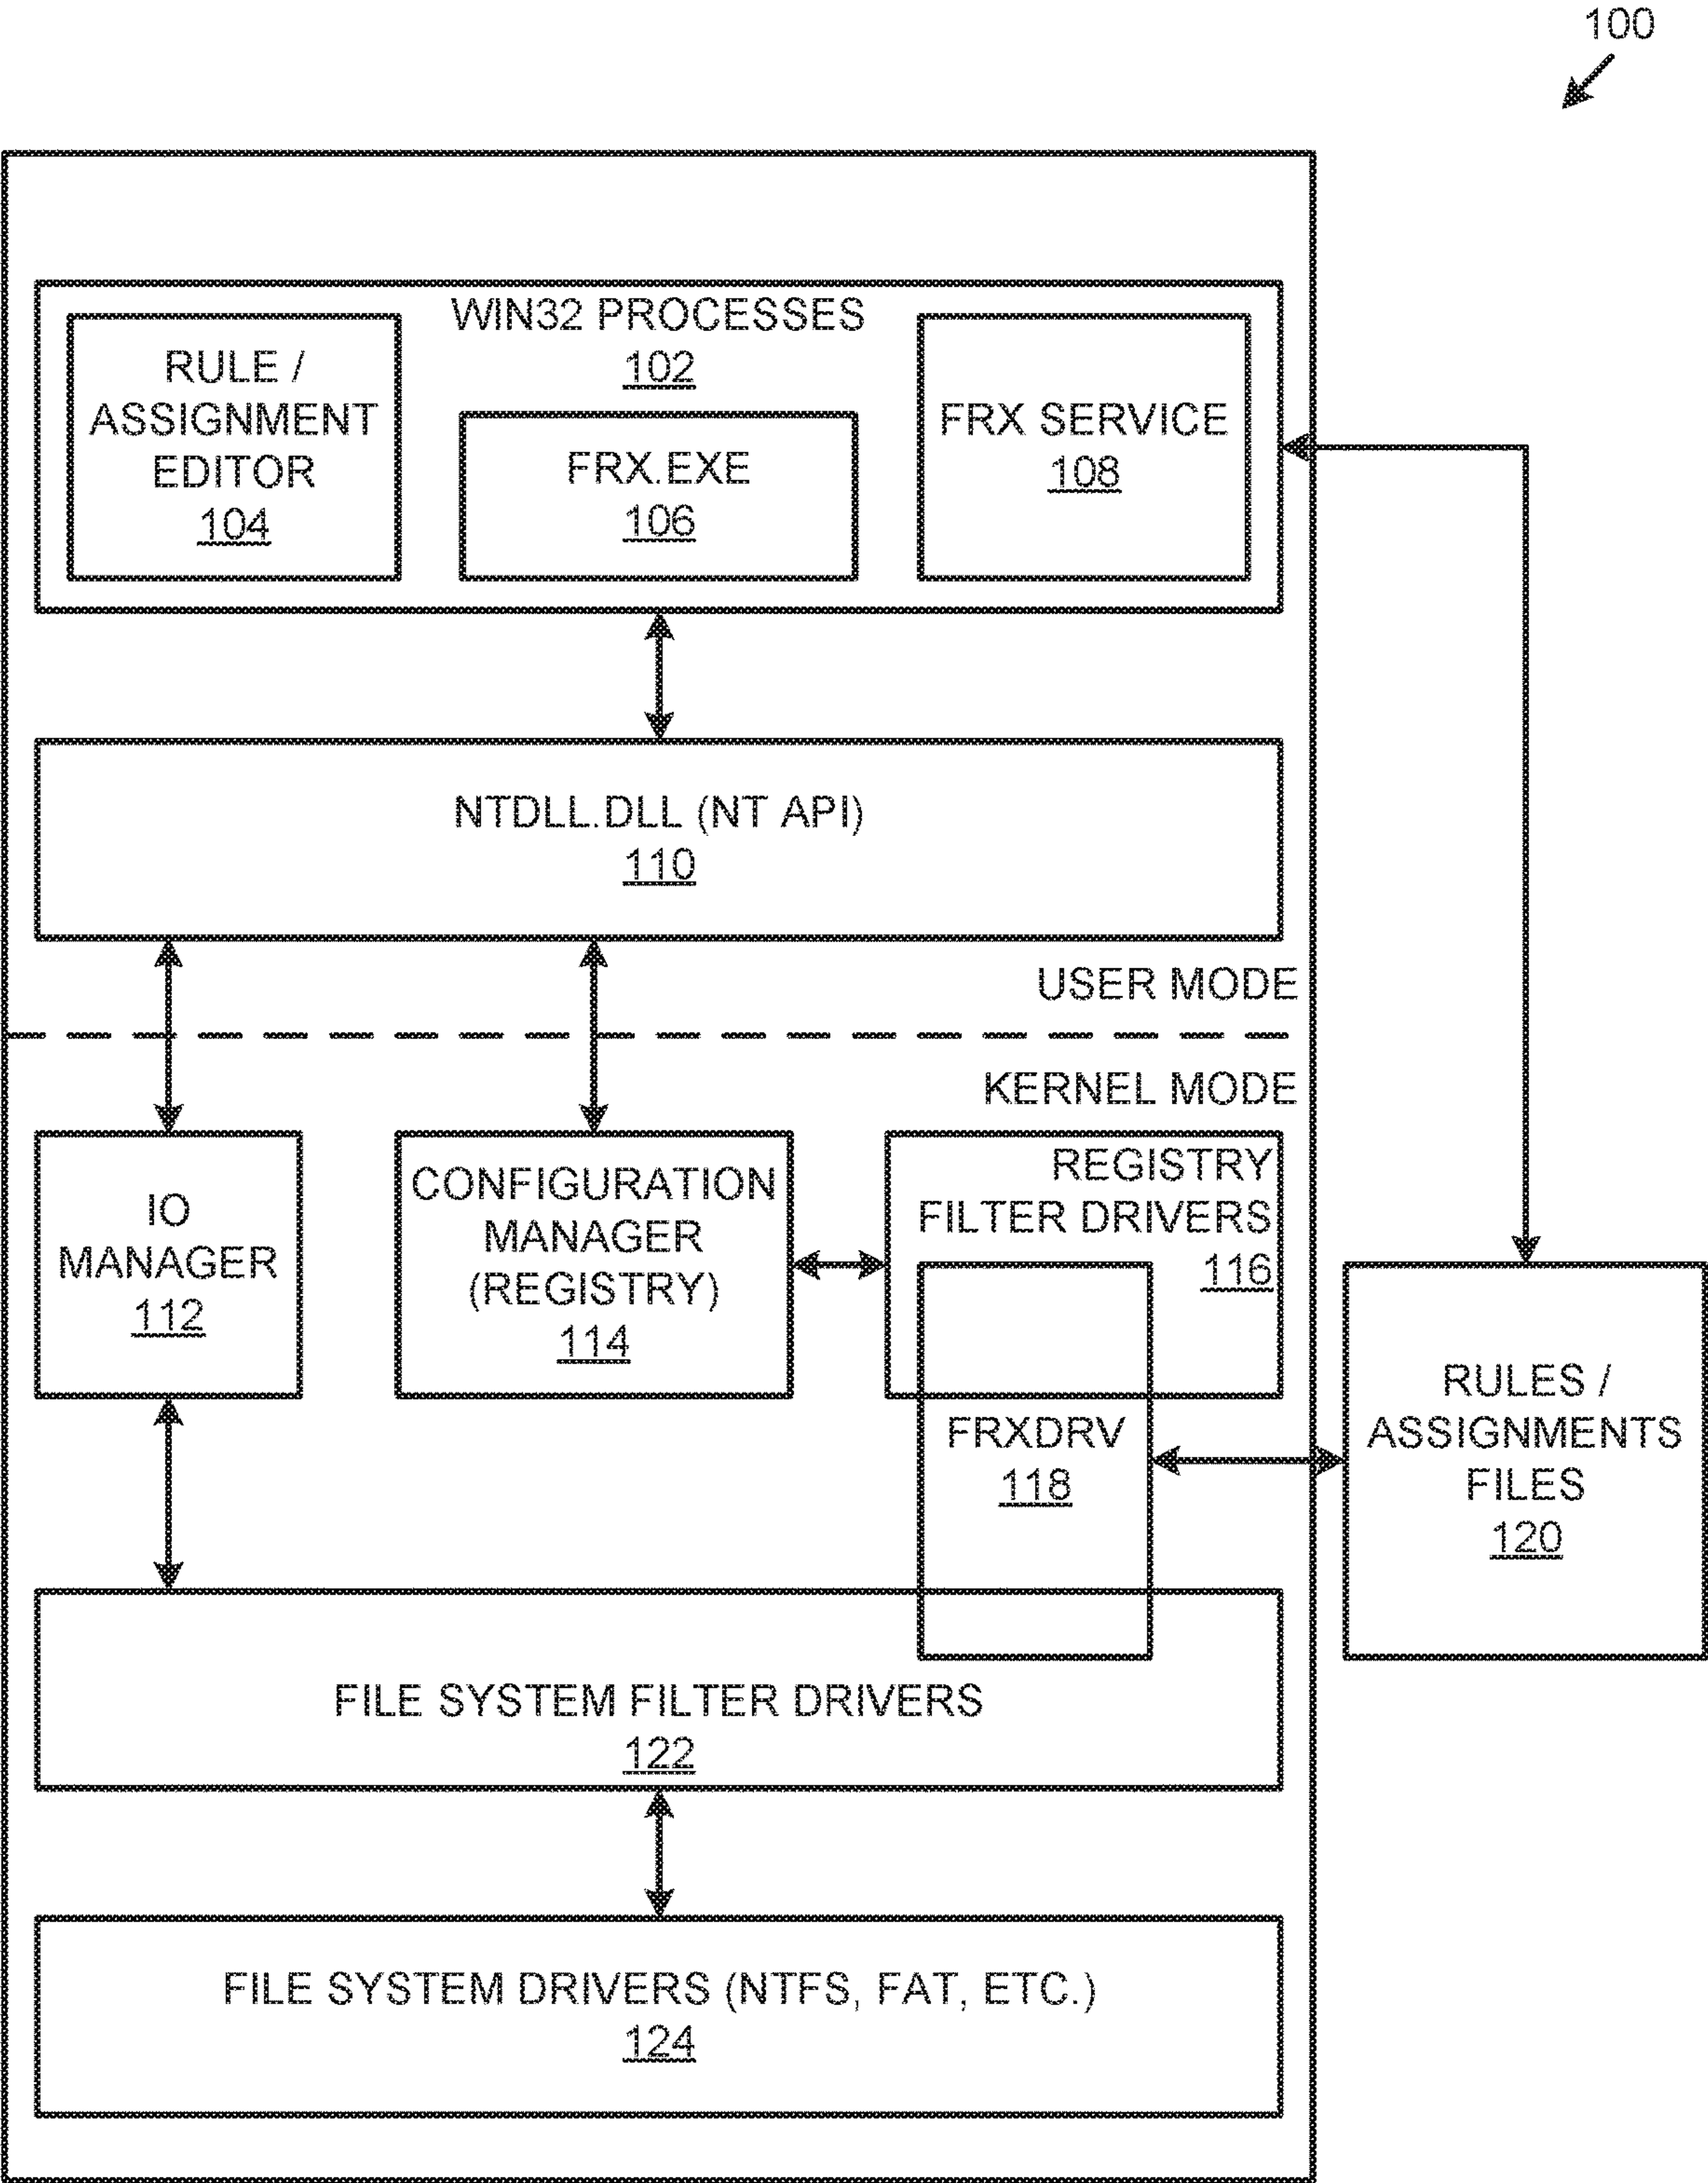 100
WIN32 PROCESSES
102
RULE /
ASSIGNMENT
EDITOR
104
FRX.EXE
106
FRX SERVICE
108
NTDLL.DLL (NT API)
110
USER MODE
KERNEL MODE
IO
MANAGER
112
CONFIGURATION
MANAGER
(REGISTRY)
114
REGISTRY
FILTER DRIVERS
116
FRXDRV
118
RULES /
ASSIGNMENTS
FILES
120
FILE SYSTEM FILTER DRIVERS
122
FILE SYSTEM DRIVERS (NTFS, FAT, ETC.)
124